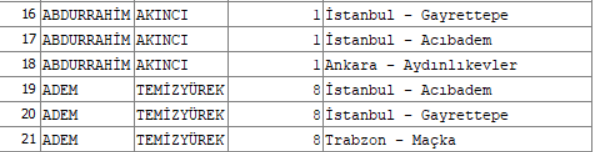 16 ABDURRAHİM AKINCI 1 İstanbul - Gayrettepe
17 ABDURRAHİM AKINCI 1 İstanbul - Acıbadem
18 ABDURRAHİM AKINCI 1 Ankara - Aydınlıkevler
19 ADEM TEMİZYÜREK 8 İstanbul - Acıbadem
20 ADEM TEMİZYÜREK 8 İstanbul - Gayrettepe
21 ADEM TEMİZYÜREK 8 Trabzon - Maçka